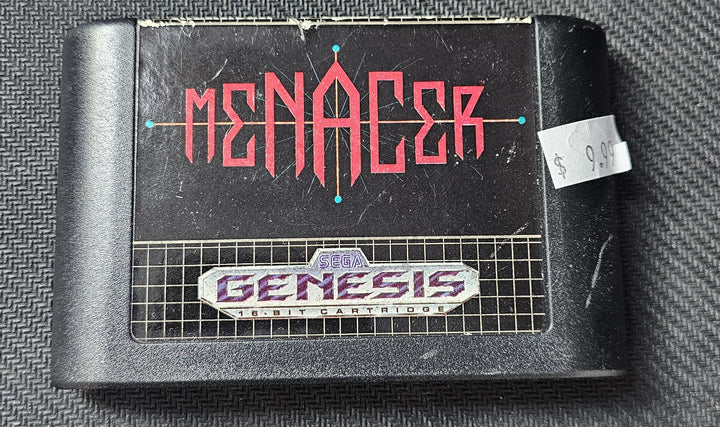 MENACER
$ 9.99
SEGA
GENESIS
16-BIT CARTRIDGE